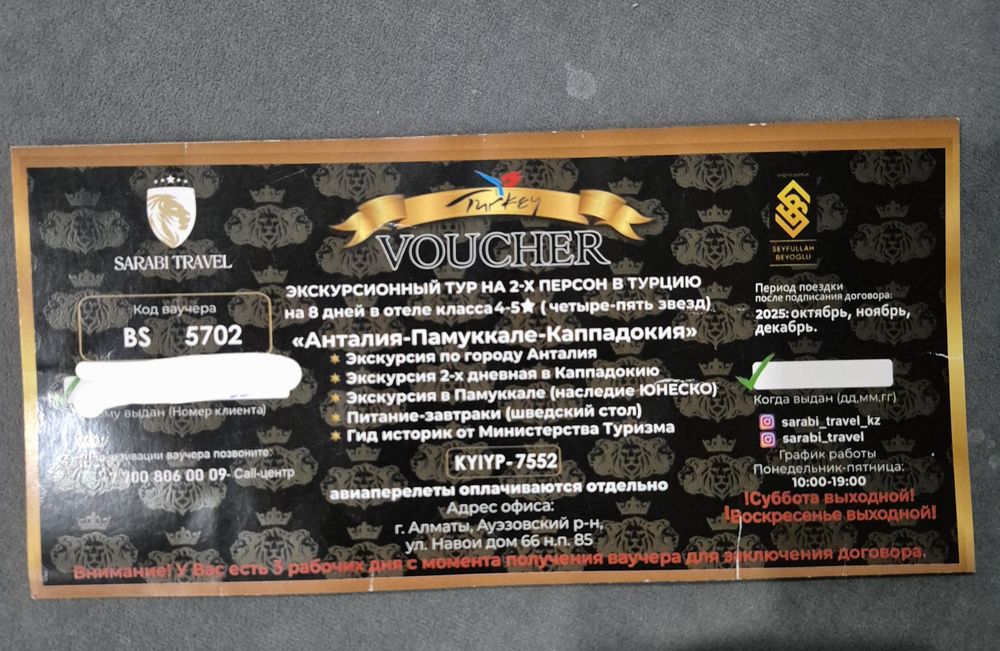 Turkey
VOUCHER
SARABI TRAVEL
SEYFULLAH
BEYOGLU
ЭКСКУРСИОННЫЙ ТУР НА 2-Х ПЕРСОН В ТУРЦИЮ
на 8 дней в отеле класса 4-5★ (четыре-пять звезд)
«Анталия-Памуккале-Каппадокия»
Экскурсия по городу Анталия
Экскурсия 2-х дневная в Каппадокию
Экскурсия в Памуккале (наследие ЮНЕСКО)
Питание-завтраки (шведский стол)
Гид историк от Министерства Туризма
KYIYP-7552
авиаперелеты оплачиваются отдельно
Адрес офиса:
г. Алматы, Ауэзовский р-н,
ул. Навои дом 66 н.п. 85
Код ваучера
BS 5702
му выдан (Номер клиента)
активации ваучера позвоните:
7 700 806 00 09- Call-центр
Период поездки
после подписания договора:
2025: октябрь, ноябрь,
декабрь.
Когда выдан (дд,мм,гг)
sarabi_travel_kz
sarabi_travel
График работы
Понедельник-пятница:
10:00-19:00
!Суббота выходной!
!Воскресенье выходной!
Внимание! У Вас есть 3 рабочих дня с момента получения ваучера для заключения договора.